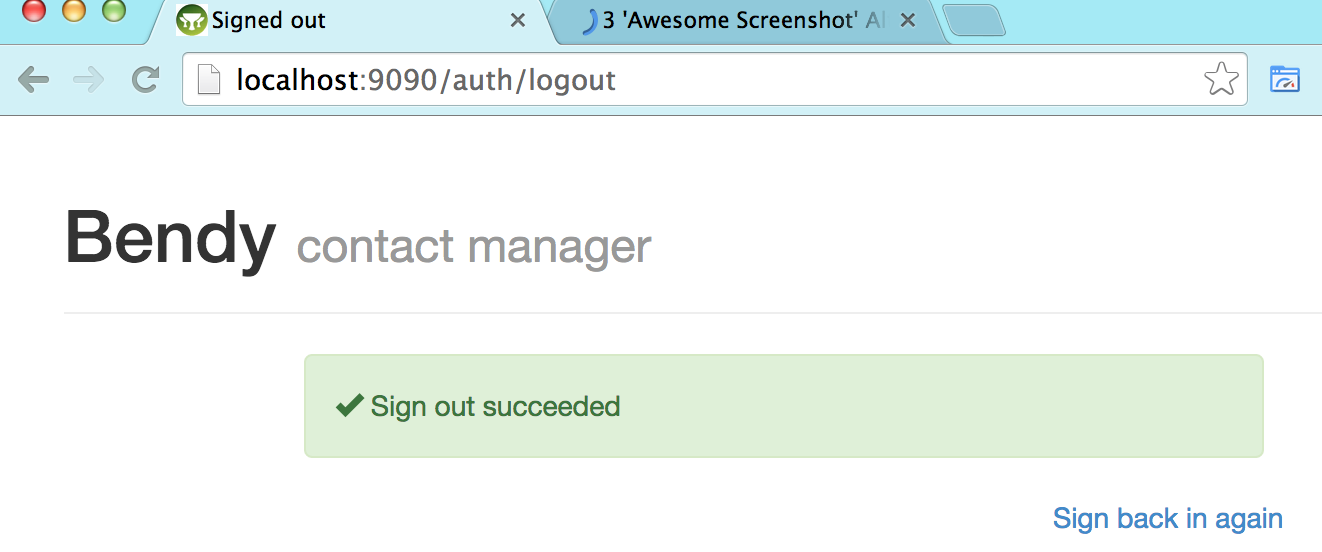 Signed out
3 'Awesome Screenshot' Al
localhost:9090/auth/logout
Bendy contact manager
✔ Sign out succeeded
Sign back in again